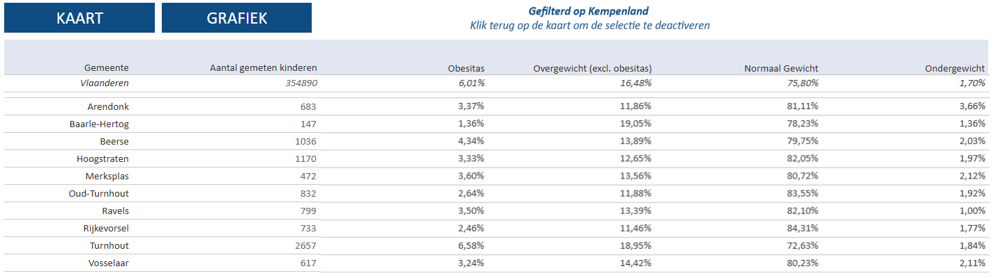 KAART GRAFIEK Gefilterd op Kempenland
Klik terug op de kaart om de selectie te deactiveren
Gemeente Aantal gemeten kinderen Obesitas Overgewicht (excl. obesitas) Normaal Gewicht Ondergewicht
Vlaanderen 354890 6,01% 16,48% 75,80% 1,70%
Arendonk 683 3,37% 11,86% 81,11% 3,66%
Baarle-Hertog 147 1,36% 19,05% 78,23% 1,36%
Beerse 1036 4,34% 13,89% 79,75% 2,03%
Hoogstraten 1170 3,33% 12,65% 82,05% 1,97%
Merksplas 472 3,60% 13,56% 80,72% 2,12%
Oud-Turnhout 832 2,64% 11,88% 83,55% 1,92%
Ravels 799 3,50% 13,39% 82,10% 1,00%
Rijkevorsel 733 2,46% 11,46% 84,31% 1,77%
Turnhout 2657 6,58% 18,95% 72,63% 1,84%
Vosselaar 617 3,24% 14,42% 80,23% 2,11%